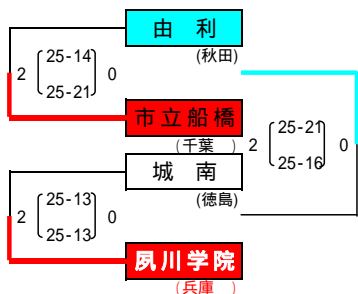 由 利
(秋田)
2 25-14 0
25-21
市立船橋
(千葉 )
2 25-21 0
25-16
城 南
(徳島)
2 25-13 0
25-13
夙川学院
(兵庫 )